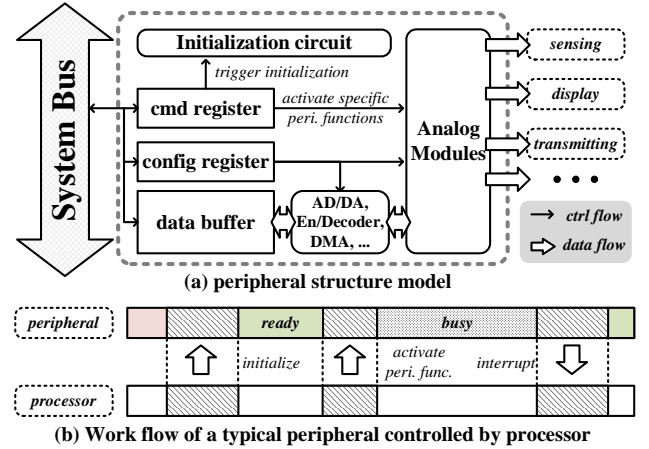 System Bus
Initialization circuit
trigger initialization
cmd register
activate specific
peri. functions
config register
data buffer
AD/DA,
En/Decoder,
DMA, ...
Analog
Modules
sensing
display
transmitting
• • •
ctrl flow
data flow
(a) peripheral structure model
peripheral
ready
busy
initialize
activate
peri. func.
interrupt
processor
(b) Work flow of a typical peripheral controlled by processor